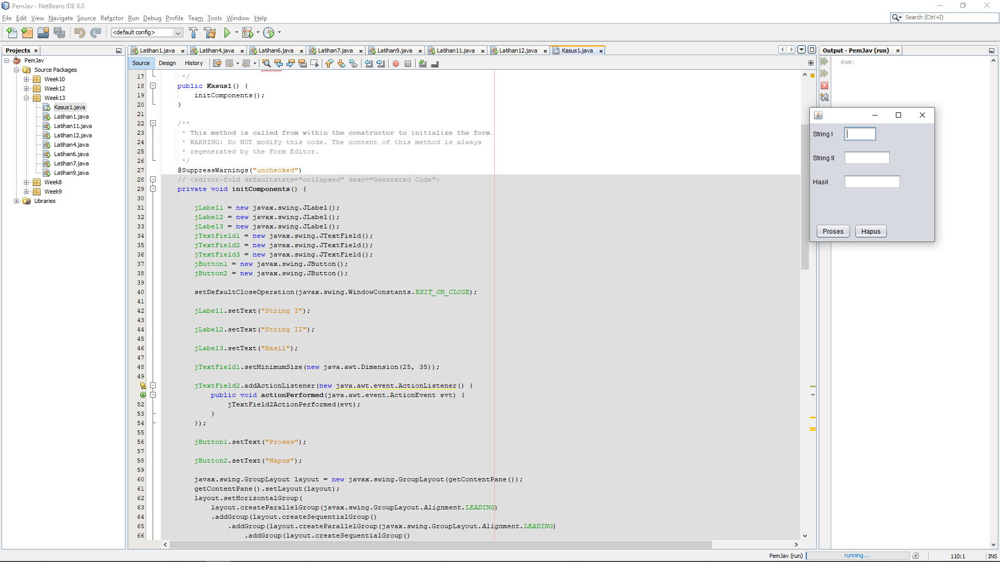 PemJav - NetBeans IDE 8.0
File Edit View Navigate Source Refactor Run Debug Profile Team Tools Window Help
Search (Ctrl+I)
<default config>
Projects
PemJav
Source Packages
Week10
Week12
Week13
Kasus1.java
Latihan1.java
Latihan11.java
Latihan12.java
Latihan4.java
Latihan6.java
Latihan7.java
Latihan9.java
Week8
Week9
Libraries
Latihan1.java Latihan4.java Latihan6.java Latihan7.java Latihan9.java Latihan11.java Latihan12.java Kasus1.java
Source Design History
17 */
18 public Kasus1() {
19 initComponents();
20 }
21
22 /**
23 * This method is called from within the constructor to initialize the form.
24 * WARNING: Do NOT modify this code. The content of this method is always
25 * regenerated by the Form Editor.
26 */
27 @SuppressWarnings("unchecked")
28 // <editor-fold defaultstate="collapsed" desc="Generated Code">
29 private void initComponents() {
30
31 jLabel1 = new javax.swing.JLabel();
32 jLabel2 = new javax.swing.JLabel();
33 jLabel3 = new javax.swing.JLabel();
34 jTextField1 = new javax.swing.JTextField();
35 jTextField2 = new javax.swing.JTextField();
36 jTextField3 = new javax.swing.JTextField();
37 jButton1 = new javax.swing.JButton();
38 jButton2 = new javax.swing.JButton();
39
40 setDefaultCloseOperation(javax.swing.WindowConstants.EXIT_ON_CLOSE);
41
42 jLabel1.setText("String I");
43
44 jLabel2.setText("String II");
45
46 jLabel3.setText("Hasil");
47
48 jTextField1.setMinimumSize(new java.awt.Dimension(25, 35));
49
jTextField2.addActionListener(new java.awt.event.ActionListener() {
public void actionPerformed(java.awt.event.ActionEvent evt) {
52 jTextField2ActionPerformed(evt);
53 }
54 });
55
56 jButton1.setText("Proses");
57
58 jButton2.setText("Hapus");
59
60 javax.swing.GroupLayout layout = new javax.swing.GroupLayout(getContentPane());
61 getContentPane().setLayout(layout);
62 layout.setHorizontalGroup(
63 layout.createParallelGroup(javax.swing.GroupLayout.Alignment.LEADING)
64 .addGroup(layout.createSequentialGroup()
65 .addGroup(layout.createParallelGroup(javax.swing.GroupLayout.Alignment.LEADING)
66 .addGroup(layout.createSequentialGroup()
Output - PemJav (run)
run:
String I
String II
Hasil
Proses Hapus
PemJav (run) running... 110:1 INS